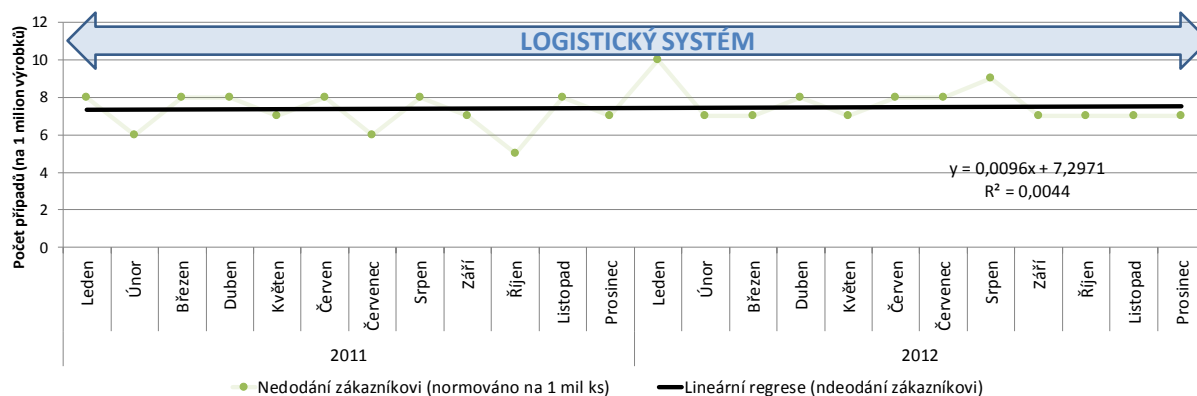 LOGISTICKÝ SYSTÉM
Počet případů (na 1 milion výrobků)
12
10
8
6
4
2
0
y = 0,0096x + 7,2971
R² = 0,0044
Leden
Únor
Březen
Duben
Květen
Červen
Červenec
Srpen
Září
Říjen
Listopad
Prosinec
Leden
Únor
Březen
Duben
Květen
Červen
Červenec
Srpen
Září
Říjen
Listopad
Prosinec
2011
2012
Nedodání zákazníkovi (normováno na 1 mil ks)
Lineární regrese (ndeodání zákazníkovi)